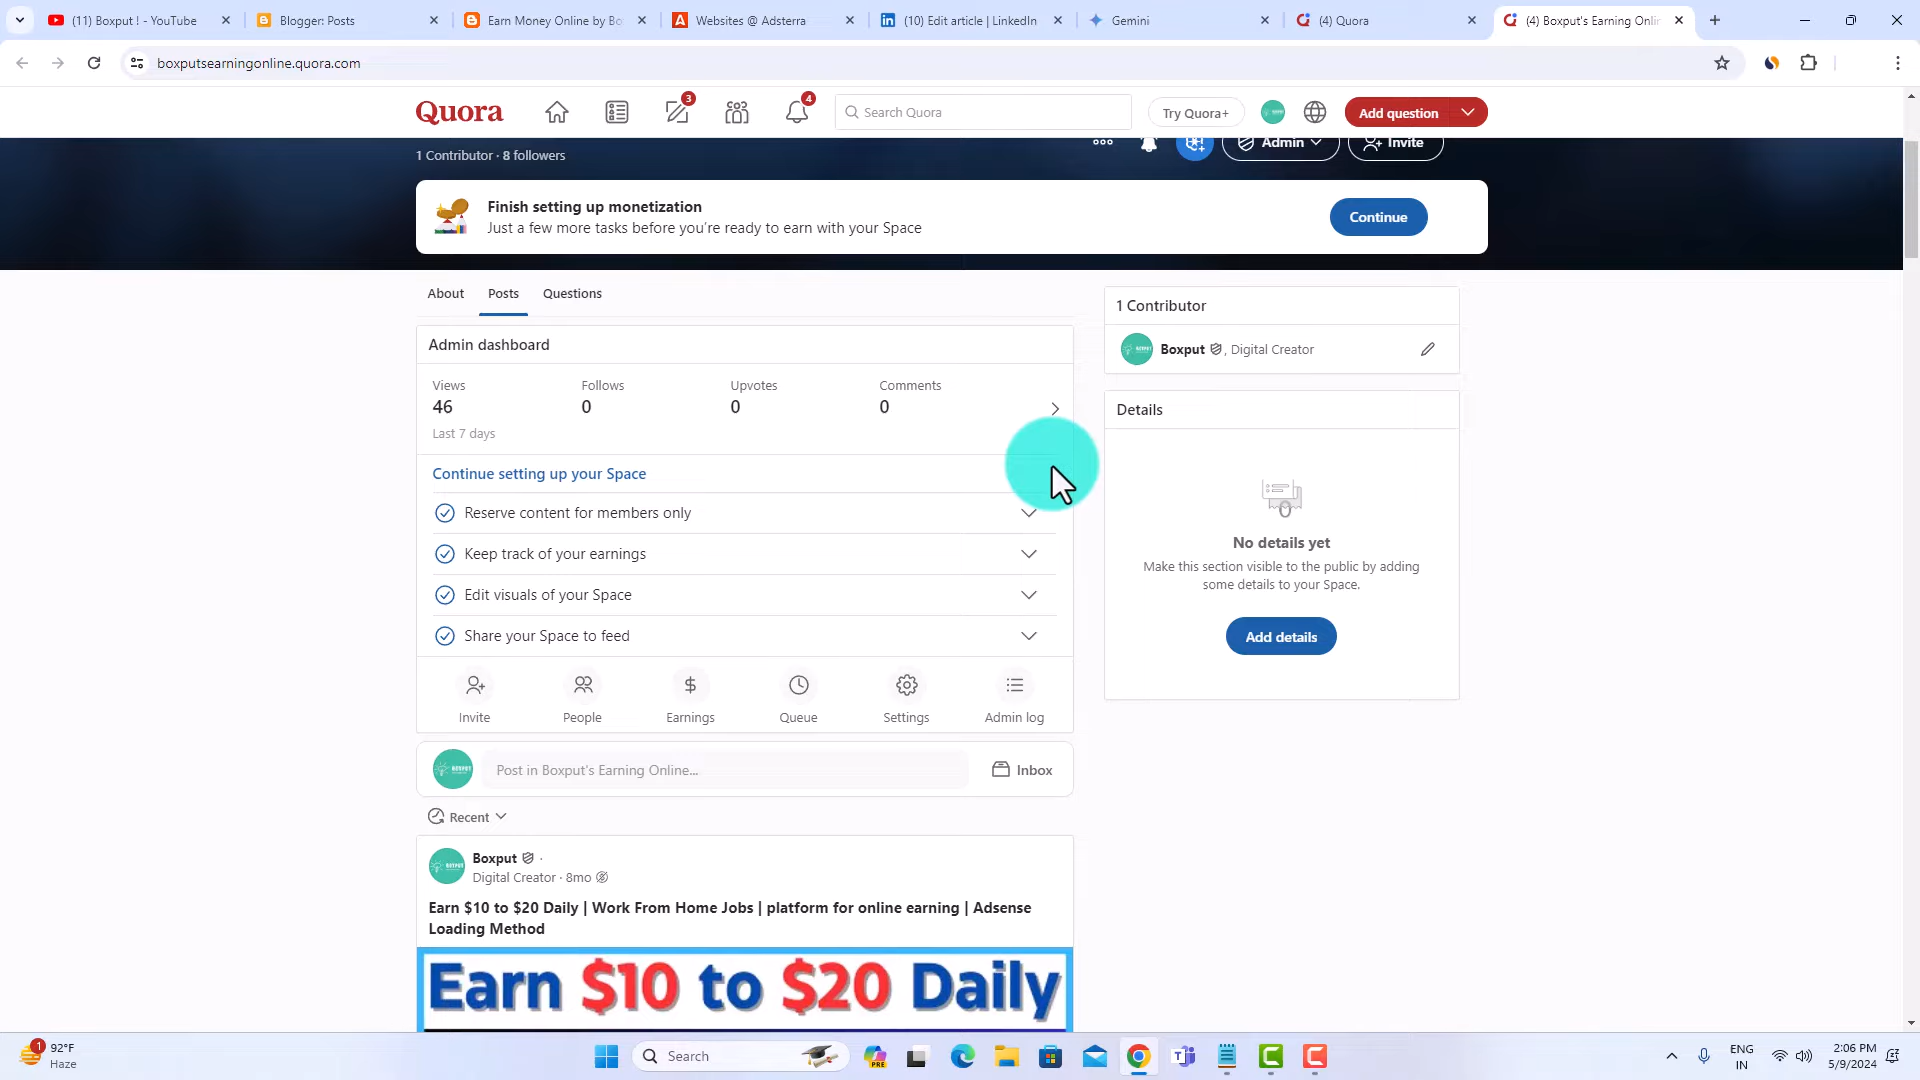 (11) Boxput ! - YouTube
Blogger: Posts
Earn Money Online by Bo
Websites @ Adsterra
(10) Edit article | LinkedIn
Gemini
(4) Quora
(4) Boxput's Earning Onlin
boxputsearningonline.quora.com
Quora
3
4
Search Quora
Try Quora+
Add question
1 Contributor · 8 followers
Admin
Invite
Finish setting up monetization
Just a few more tasks before you're ready to earn with your Space
Continue
About
Posts
Questions
Admin dashboard
Views
Follows
Upvotes
Comments
46
0
0
0
Last 7 days
Continue setting up your Space
Reserve content for members only
Keep track of your earnings
Edit visuals of your Space
Share your Space to feed
Invite
People
Earnings
Queue
Settings
Admin log
Post in Boxput's Earning Online...
Inbox
Recent
Boxput ·
Digital Creator · 8mo
Earn $10 to $20 Daily | Work From Home Jobs | platform for online earning | Adsense
Loading Method
Earn $10 to $20 Daily
1 Contributor
Boxput , Digital Creator
Details
No details yet
Make this section visible to the public by adding
some details to your Space.
Add details
1
92°F
Haze
Search
PRE
ENG
IN
2:06 PM
5/9/2024